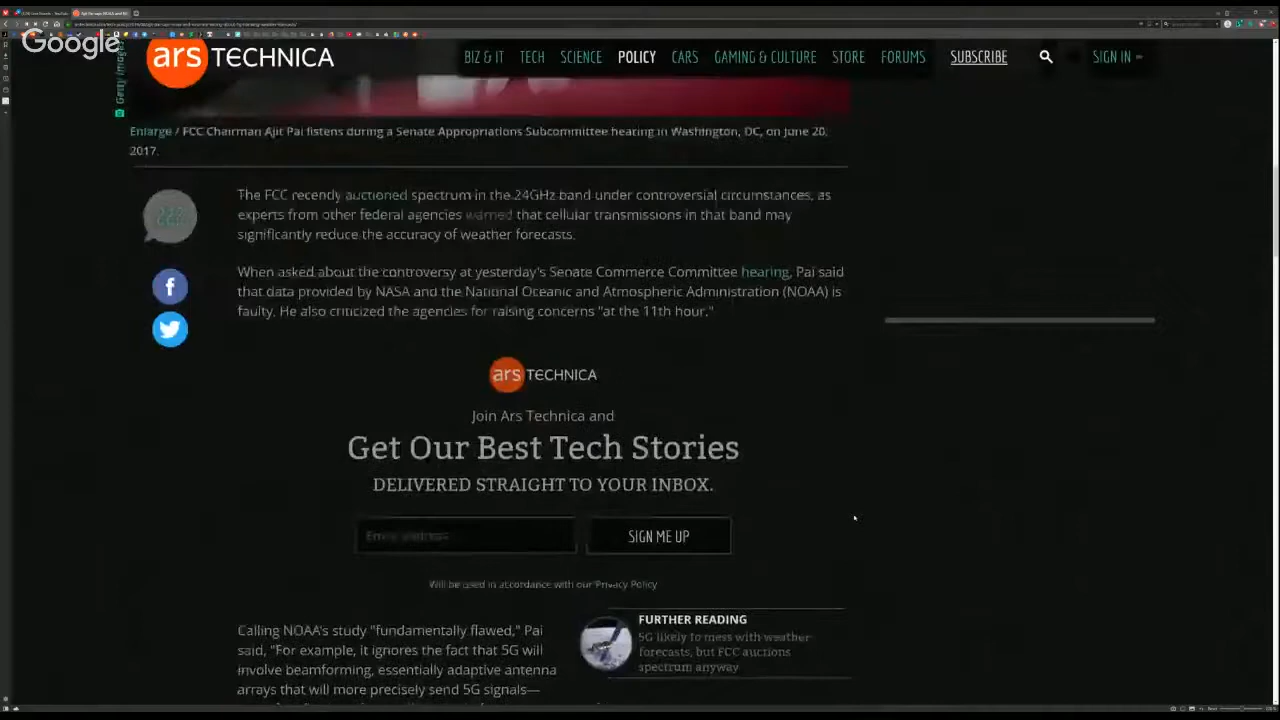 Google
ars TECHNICA
BIZ & IT TECH SCIENCE POLICY CARS GAMING & CULTURE STORE FORUMS SUBSCRIBE SIGN IN
Getty Images
Enlarge / FCC Chairman Ajit Pai listens during a Senate Appropriations Subcommittee hearing in Washington, DC, on June 20,
2017.
The FCC recently auctioned spectrum in the 24GHz band under controversial circumstances, as
experts from other federal agencies warned that cellular transmissions in that band may
significantly reduce the accuracy of weather forecasts.
When asked about the controversy at yesterday's Senate Commerce Committee hearing, Pai said
that data provided by NASA and the National Oceanic and Atmospheric Administration (NOAA) is
faulty. He also criticized the agencies for raising concerns "at the 11th hour."
ars TECHNICA
Join Ars Technica and
Get Our Best Tech Stories
DELIVERED STRAIGHT TO YOUR INBOX.
Email address
SIGN ME UP
Will be used in accordance with our Privacy Policy
Calling NOAA's study "fundamentally flawed," Pai
said, "For example, it ignores the fact that 5G will
involve beamforming, essentially adaptive antenna
arrays that will more precisely send 5G signals—
FURTHER READING
5G likely to mess with weather
forecasts, but FCC auctions
spectrum anyway